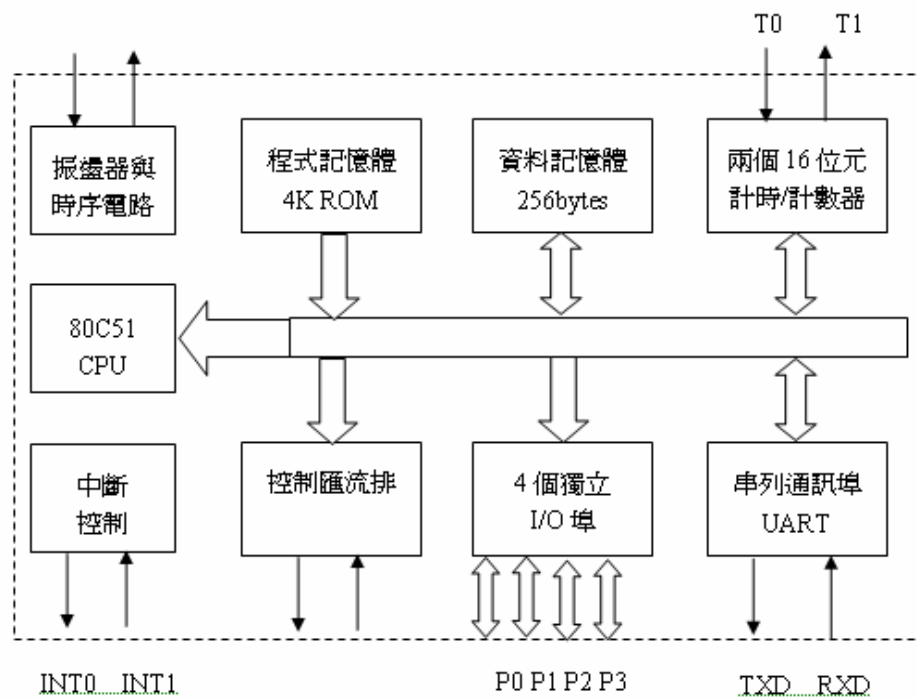 T0 T1
振盪器與
時序電路
程式記憶體
4K ROM
資料記憶體
256bytes
兩個 16 位元
計時/計數器
80C51
CPU
中斷
控制
控制匯流排
4 個獨立
I/O 埠
串列通訊埠
UART
INT0 INT1
P0 P1 P2 P3
TXD RXD